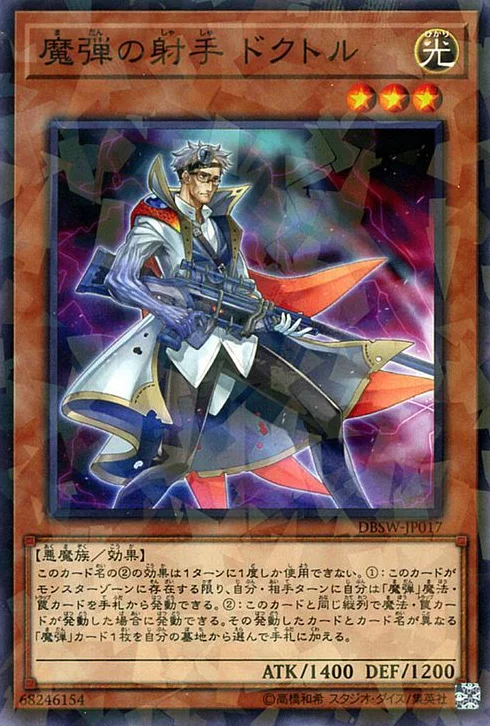 魔弾の射手 ドクトル
光
DBSW-JP017
【悪魔族／効果】
このカード名の②の効果は１ターンに１度しか使用できない。①：このカードが
モンスターゾーンに存在する限り、自分・相手ターンに自分は「魔弾」魔法・
罠カードを手札から発動できる。②：このカードと同じ縦列で魔法・罠カー
ドが発動した場合に発動できる。その発動したカードとカード名が異なる
「魔弾」カード１枚を自分の墓地から選んで手札に加える。
ATK/1400 DEF/1200
68246154
©高橋和希 スタジオ・ダイス/集英社